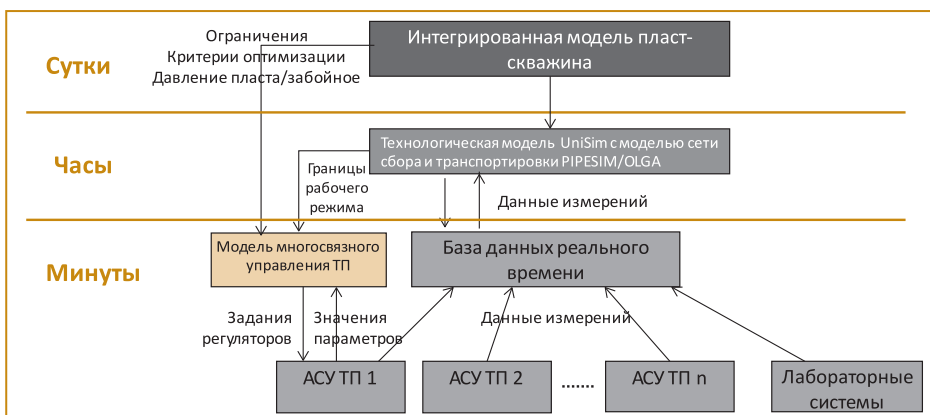 Сутки
Ограничения
Критерии оптимизации
Давление пласта/забойное
Интегрированная модель пласт-
скважина
Часы
Технологическая модель UniSim с моделью сети
сбора и транспортировки PIPESIM/OLGA
Границы
рабочего
режима
Данные измерений
Минуты
Модель многосвязного
управления ТП
База данных реального
времени
Задания
регуляторов
Значения
параметров
Данные измерений
АСУ ТП 1
АСУ ТП 2
.......
АСУ ТП n
Лабораторные
системы